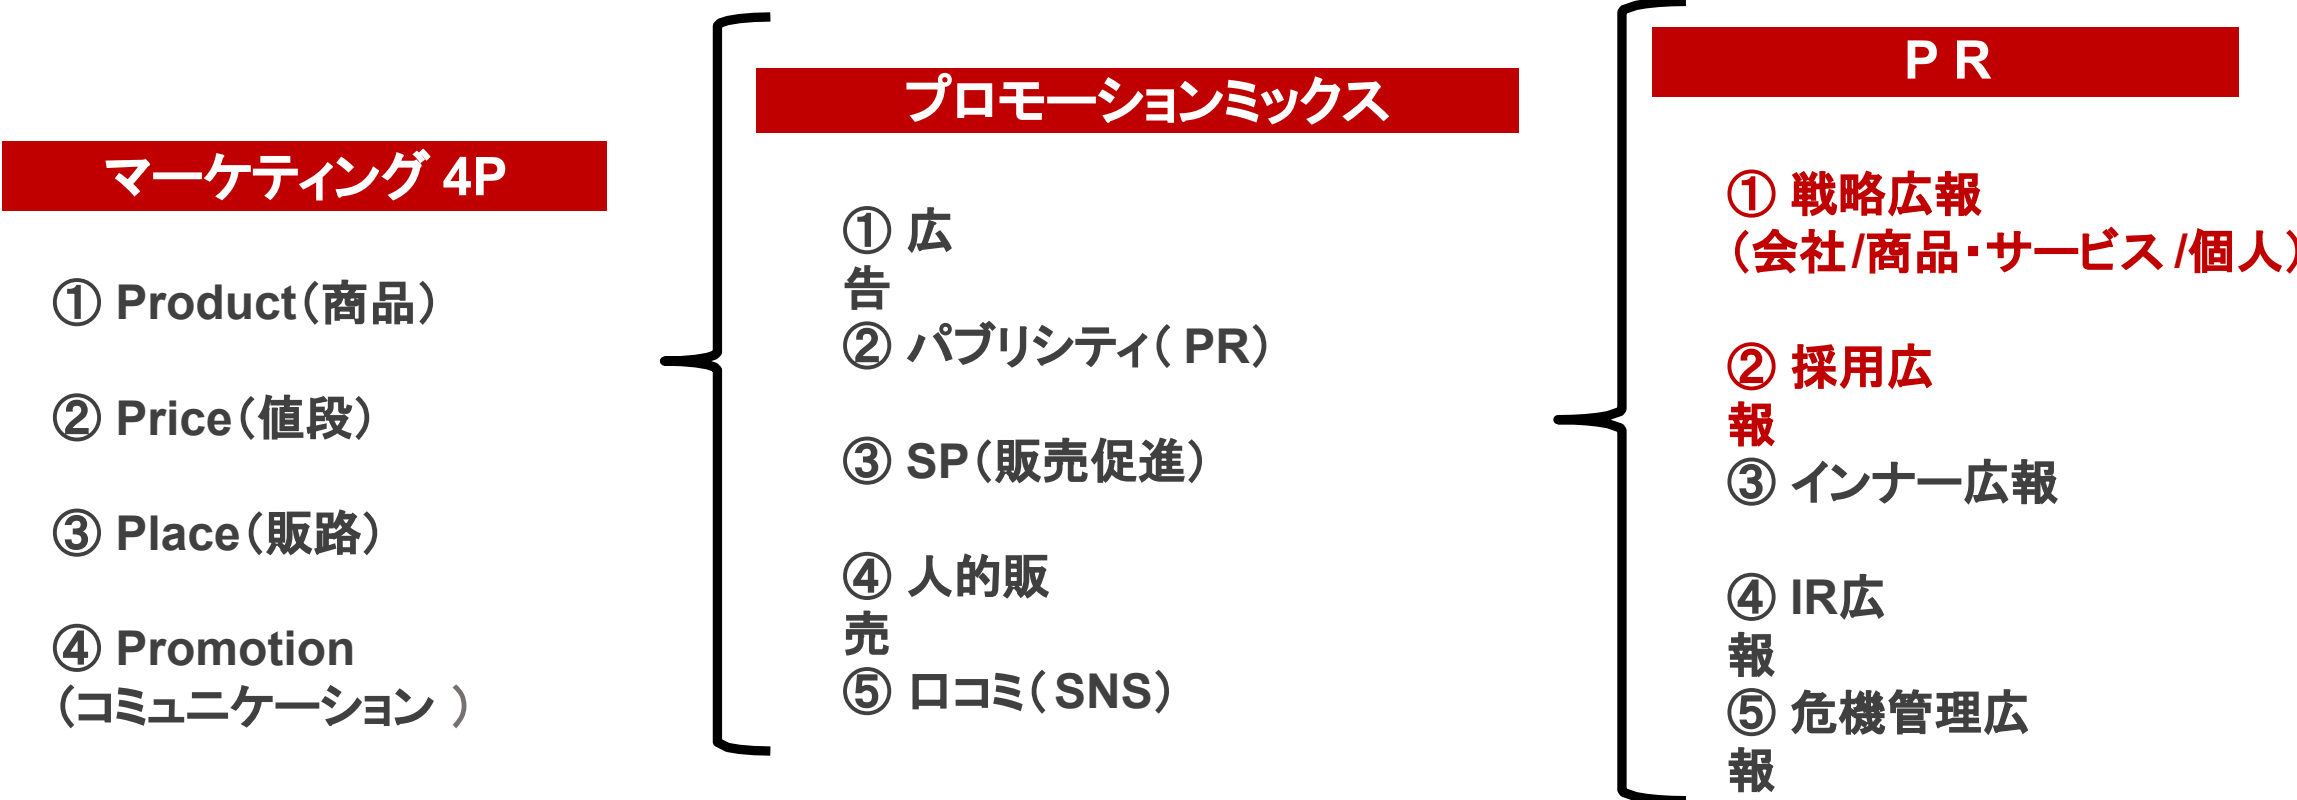 マーケティング 4P
① Product（商品）
② Price（値段）
③ Place（販路）
④ Promotion
（コミュニケーション ）
プロモーションミックス
① 広
告
② パブリシティ（ PR）
③ SP（販売促進）
④ 人的販
売
⑤ 口コミ（ SNS）
P R
① 戦略広報
（会社 /商品・サービス /個人）
② 採用広
報
③ インナー広報
④ IR広
報
⑤ 危機管理広
報